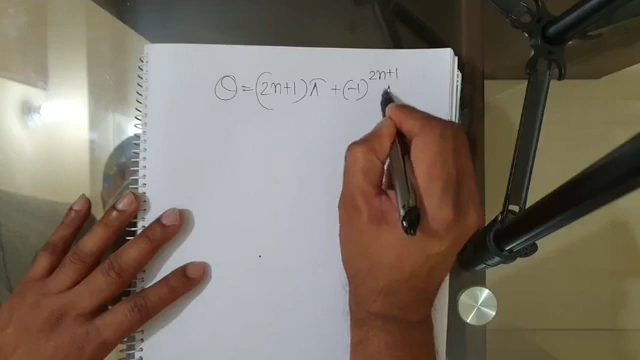 θ = (2n+1)π + (-1)^{2n+1}